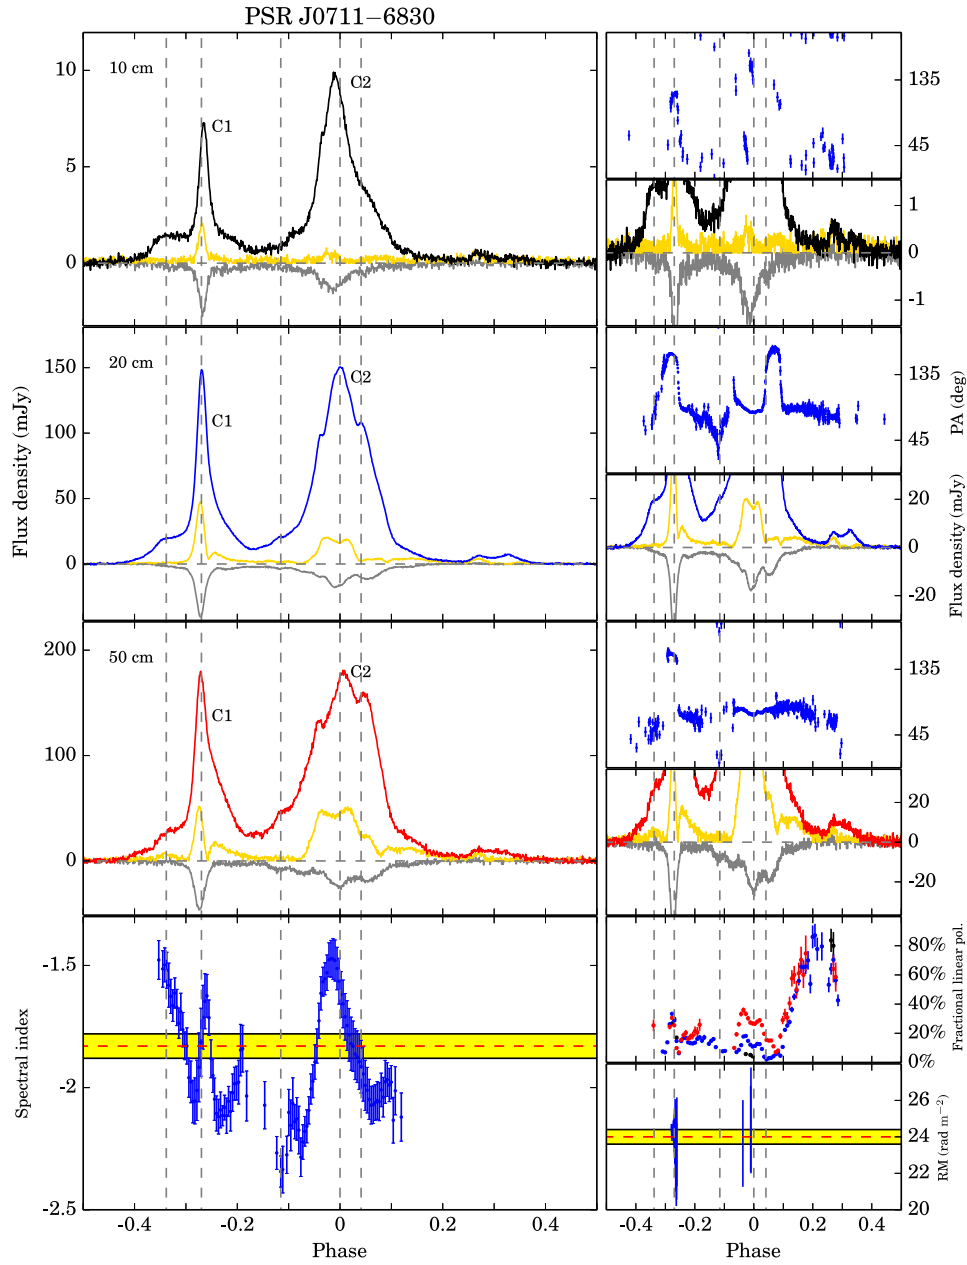 PSR J0711−6830
10 cm
C1
C2
10
5
0
135
45
1
0
-1
20 cm
C1
C2
150
100
50
0
Flux density (mJy)
135
45
PA (deg)
20
0
-20
Flux density (mJy)
50 cm
C1
C2
200
100
0
135
45
20
0
-20
-1.5
-2
-2.5
Spectral index
80%
60%
40%
20%
0%
Fractional linear pol.
26
24
22
20
RM (rad m−2)
-0.4 -0.2 0 0.2 0.4
Phase
-0.4 -0.2 0 0.2 0.4
Phase